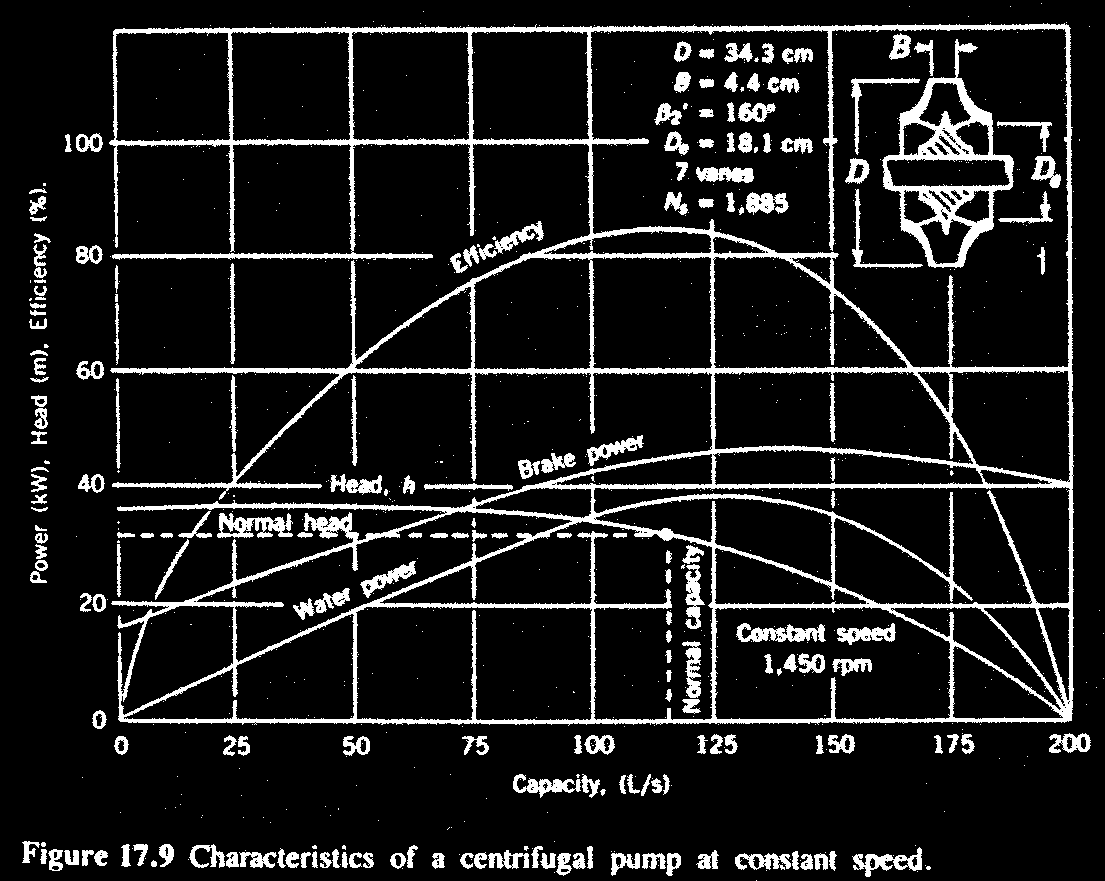 D = 34.3 cm
B = 4.4 cm
β₂' = 160°
Dₑ = 18.1 cm
7 vanes
Nₛ = 1,885
B
D
Dₑ
Power (kW), Head (m), Efficiency (%).
100
80
60
40
20
0
Efficiency
Brake power
Head, h
Normal head
Water power
Normal capacity
Constant speed
1,450 rpm
0 25 50 75 100 125 150 175 200
Capacity, (L/s)
Figure 17.9 Characteristics of a centrifugal pump at constant speed.